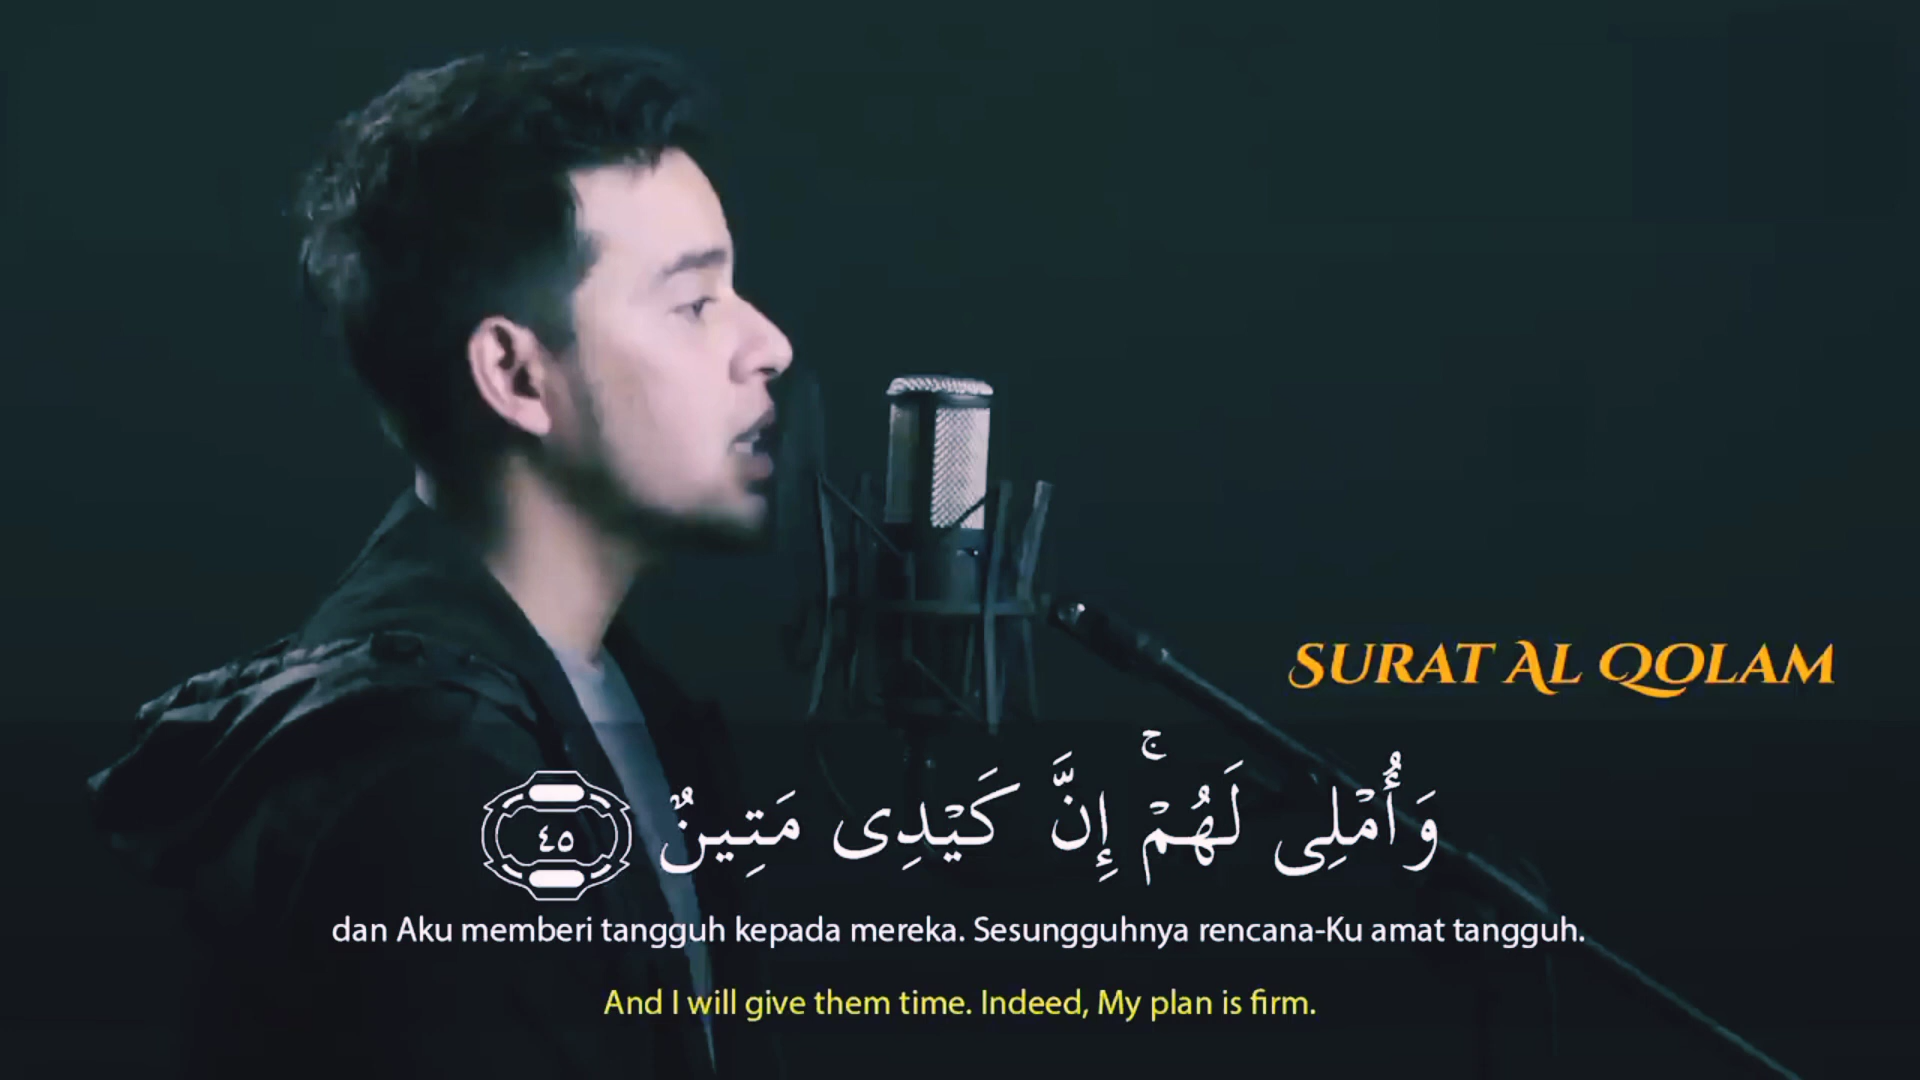 SURAT AL QOLAM
وَأُمْلِى لَهُمْ ۚ إِنَّ كَيْدِى مَتِينٌ ٤٥
dan Aku memberi tangguh kepada mereka. Sesungguhnya rencana-Ku amat tangguh.
And I will give them time. Indeed, My plan is firm.